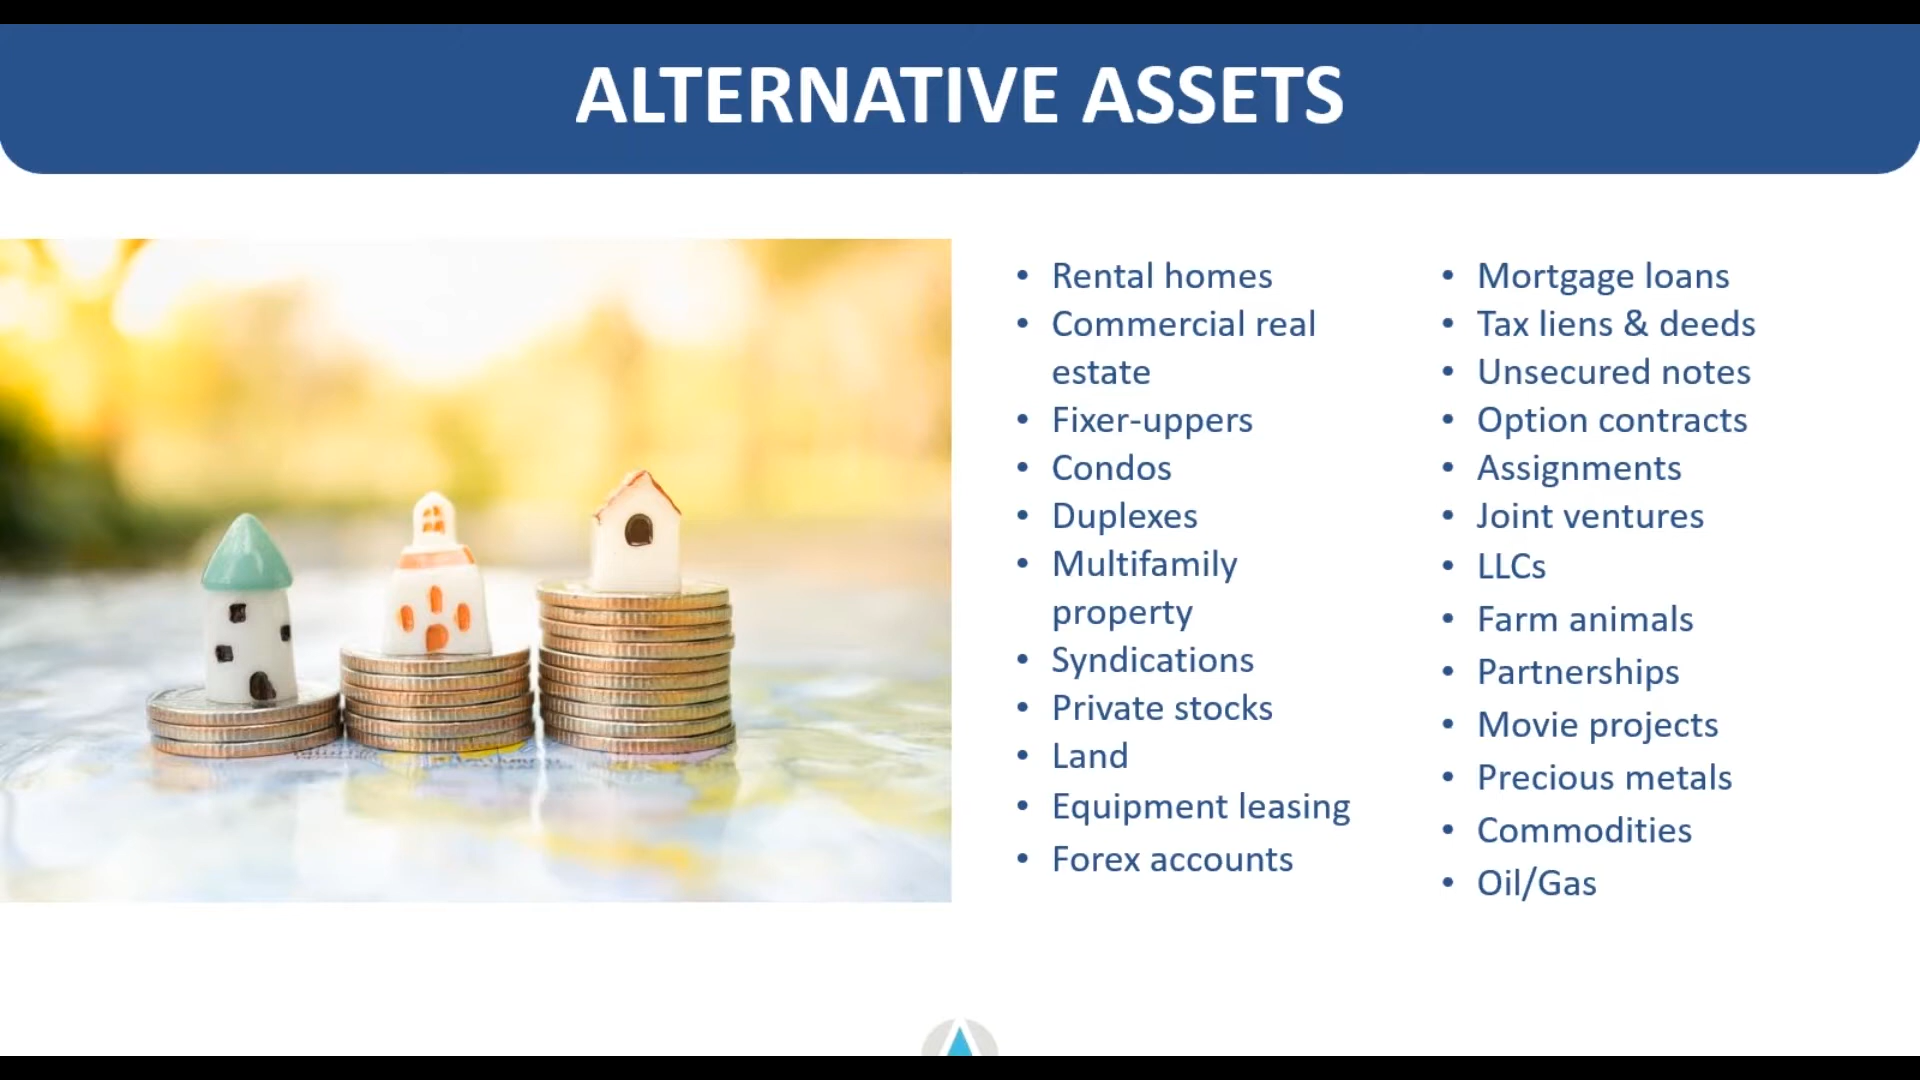 ALTERNATIVE ASSETS
• Rental homes
• Commercial real
estate
• Fixer-uppers
• Condos
• Duplexes
• Multifamily
property
• Syndications
• Private stocks
• Land
• Equipment leasing
• Forex accounts
• Mortgage loans
• Tax liens & deeds
• Unsecured notes
• Option contracts
• Assignments
• Joint ventures
• LLCs
• Farm animals
• Partnerships
• Movie projects
• Precious metals
• Commodities
• Oil/Gas